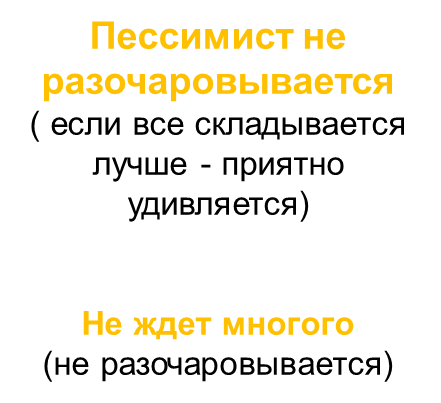 Пессимист не
разочаровывается
( если все складывается
лучше - приятно
удивляется)
Не ждет многого
(не разочаровывается)